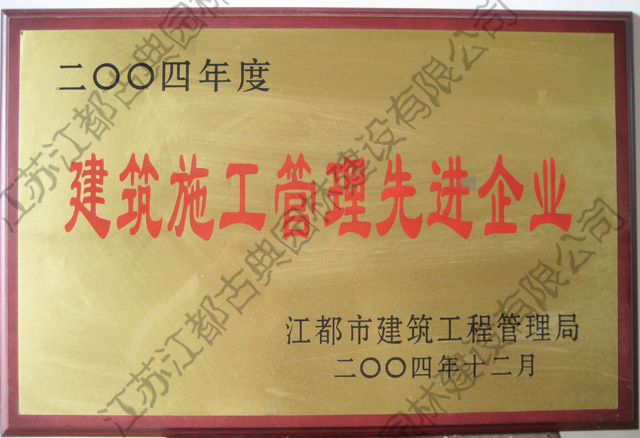 二〇〇四年度
建筑施工管理先进企业
江都市建筑工程管理局
二〇〇四年十二月
江苏江都古典园林建设有限公司
江苏江都古典园林建设有限公司